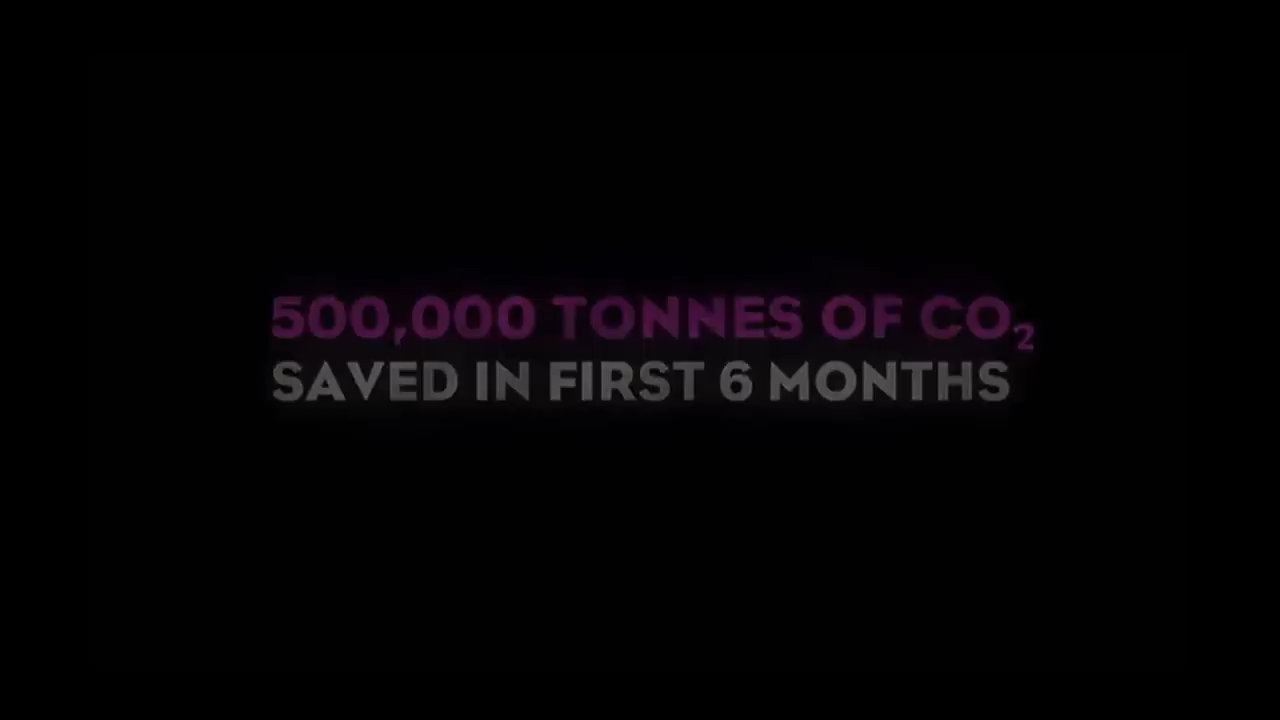 500,000 TONNES OF CO₂
SAVED IN FIRST 6 MONTHS